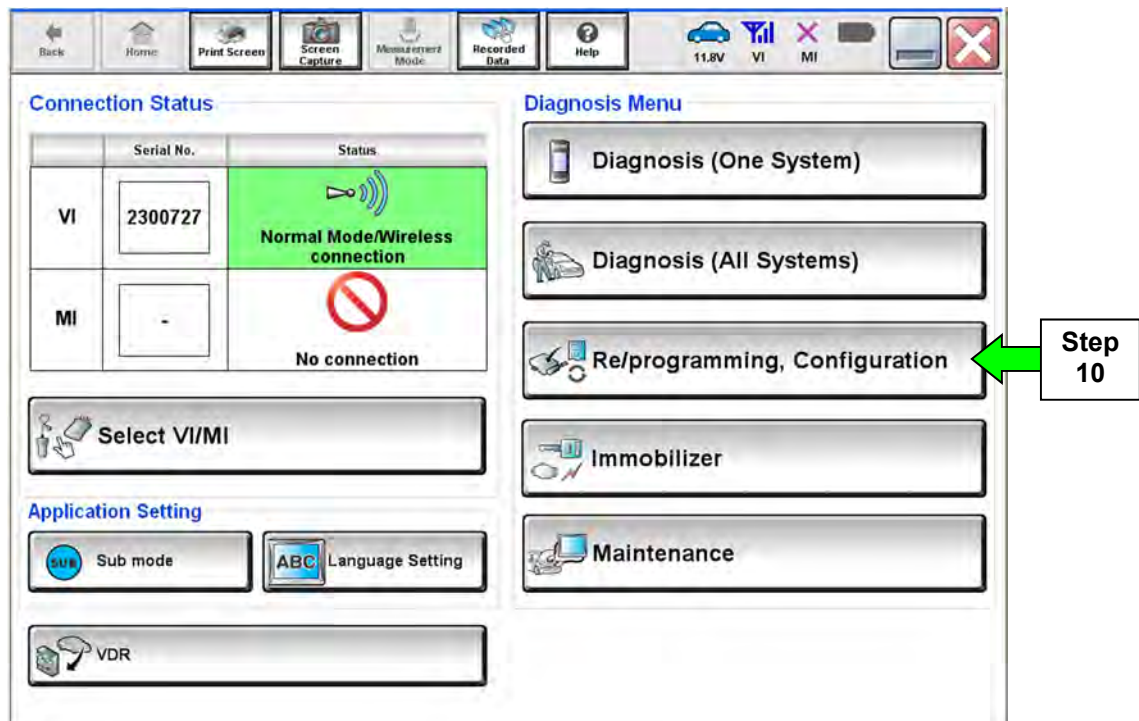 Back
Home
Print Screen
Screen
Capture
Measurement
Mode
Recorded
Data
Help
11.8V
VI
MI
Connection Status
Serial No.
Status
VI
2300727
Normal Mode/Wireless
connection
MI
-
No connection
Select VI/MI
Application Setting
SUB
Sub mode
ABC
Language Setting
VDR
Diagnosis Menu
Diagnosis (One System)
Diagnosis (All Systems)
Re/programming, Configuration
Immobilizer
Maintenance
Step
10